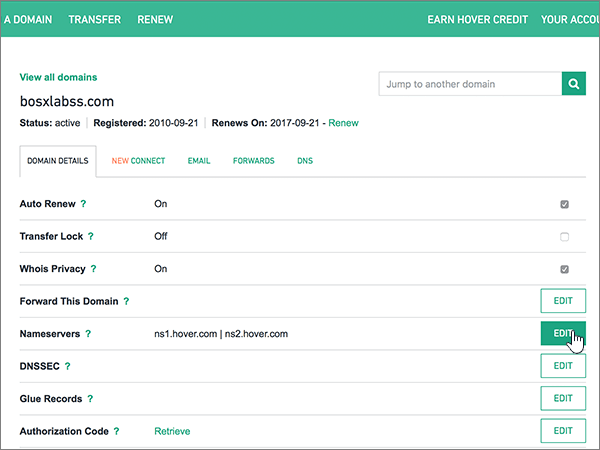 A DOMAIN TRANSFER RENEW EARN HOVER CREDIT YOUR ACCOU
View all domains
Jump to another domain
bosxlabss.com
Status: active Registered: 2010-09-21 Renews On: 2017-09-21 - Renew
DOMAIN DETAILS NEW CONNECT EMAIL FORWARDS DNS
Auto Renew ? On
Transfer Lock ? Off
Whois Privacy ? On
Forward This Domain ? EDIT
Nameservers ? ns1.hover.com | ns2.hover.com EDIT
DNSSEC ? EDIT
Glue Records ? EDIT
Authorization Code ? Retrieve EDIT